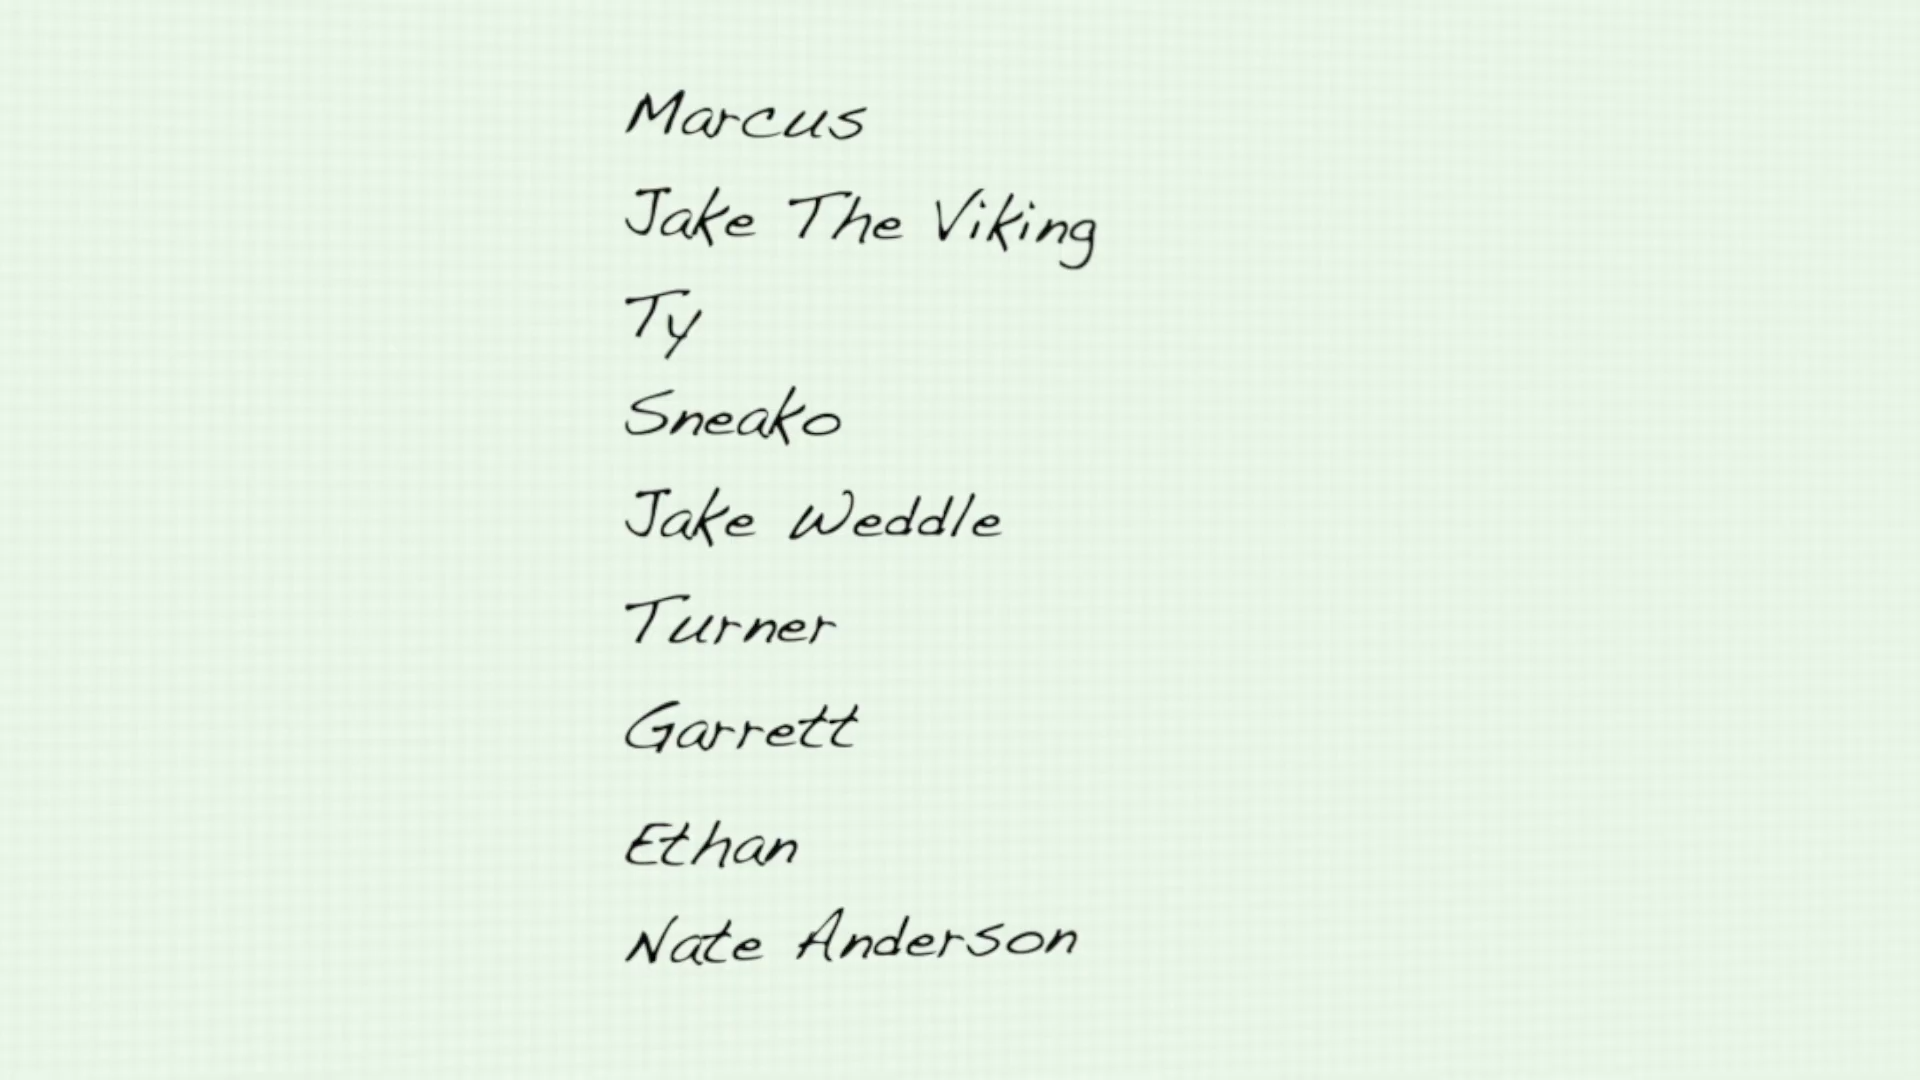 Marcus
Jake The Viking
Ty
Sneako
Jake Weddle
Turner
Garrett
Ethan
Nate Anderson